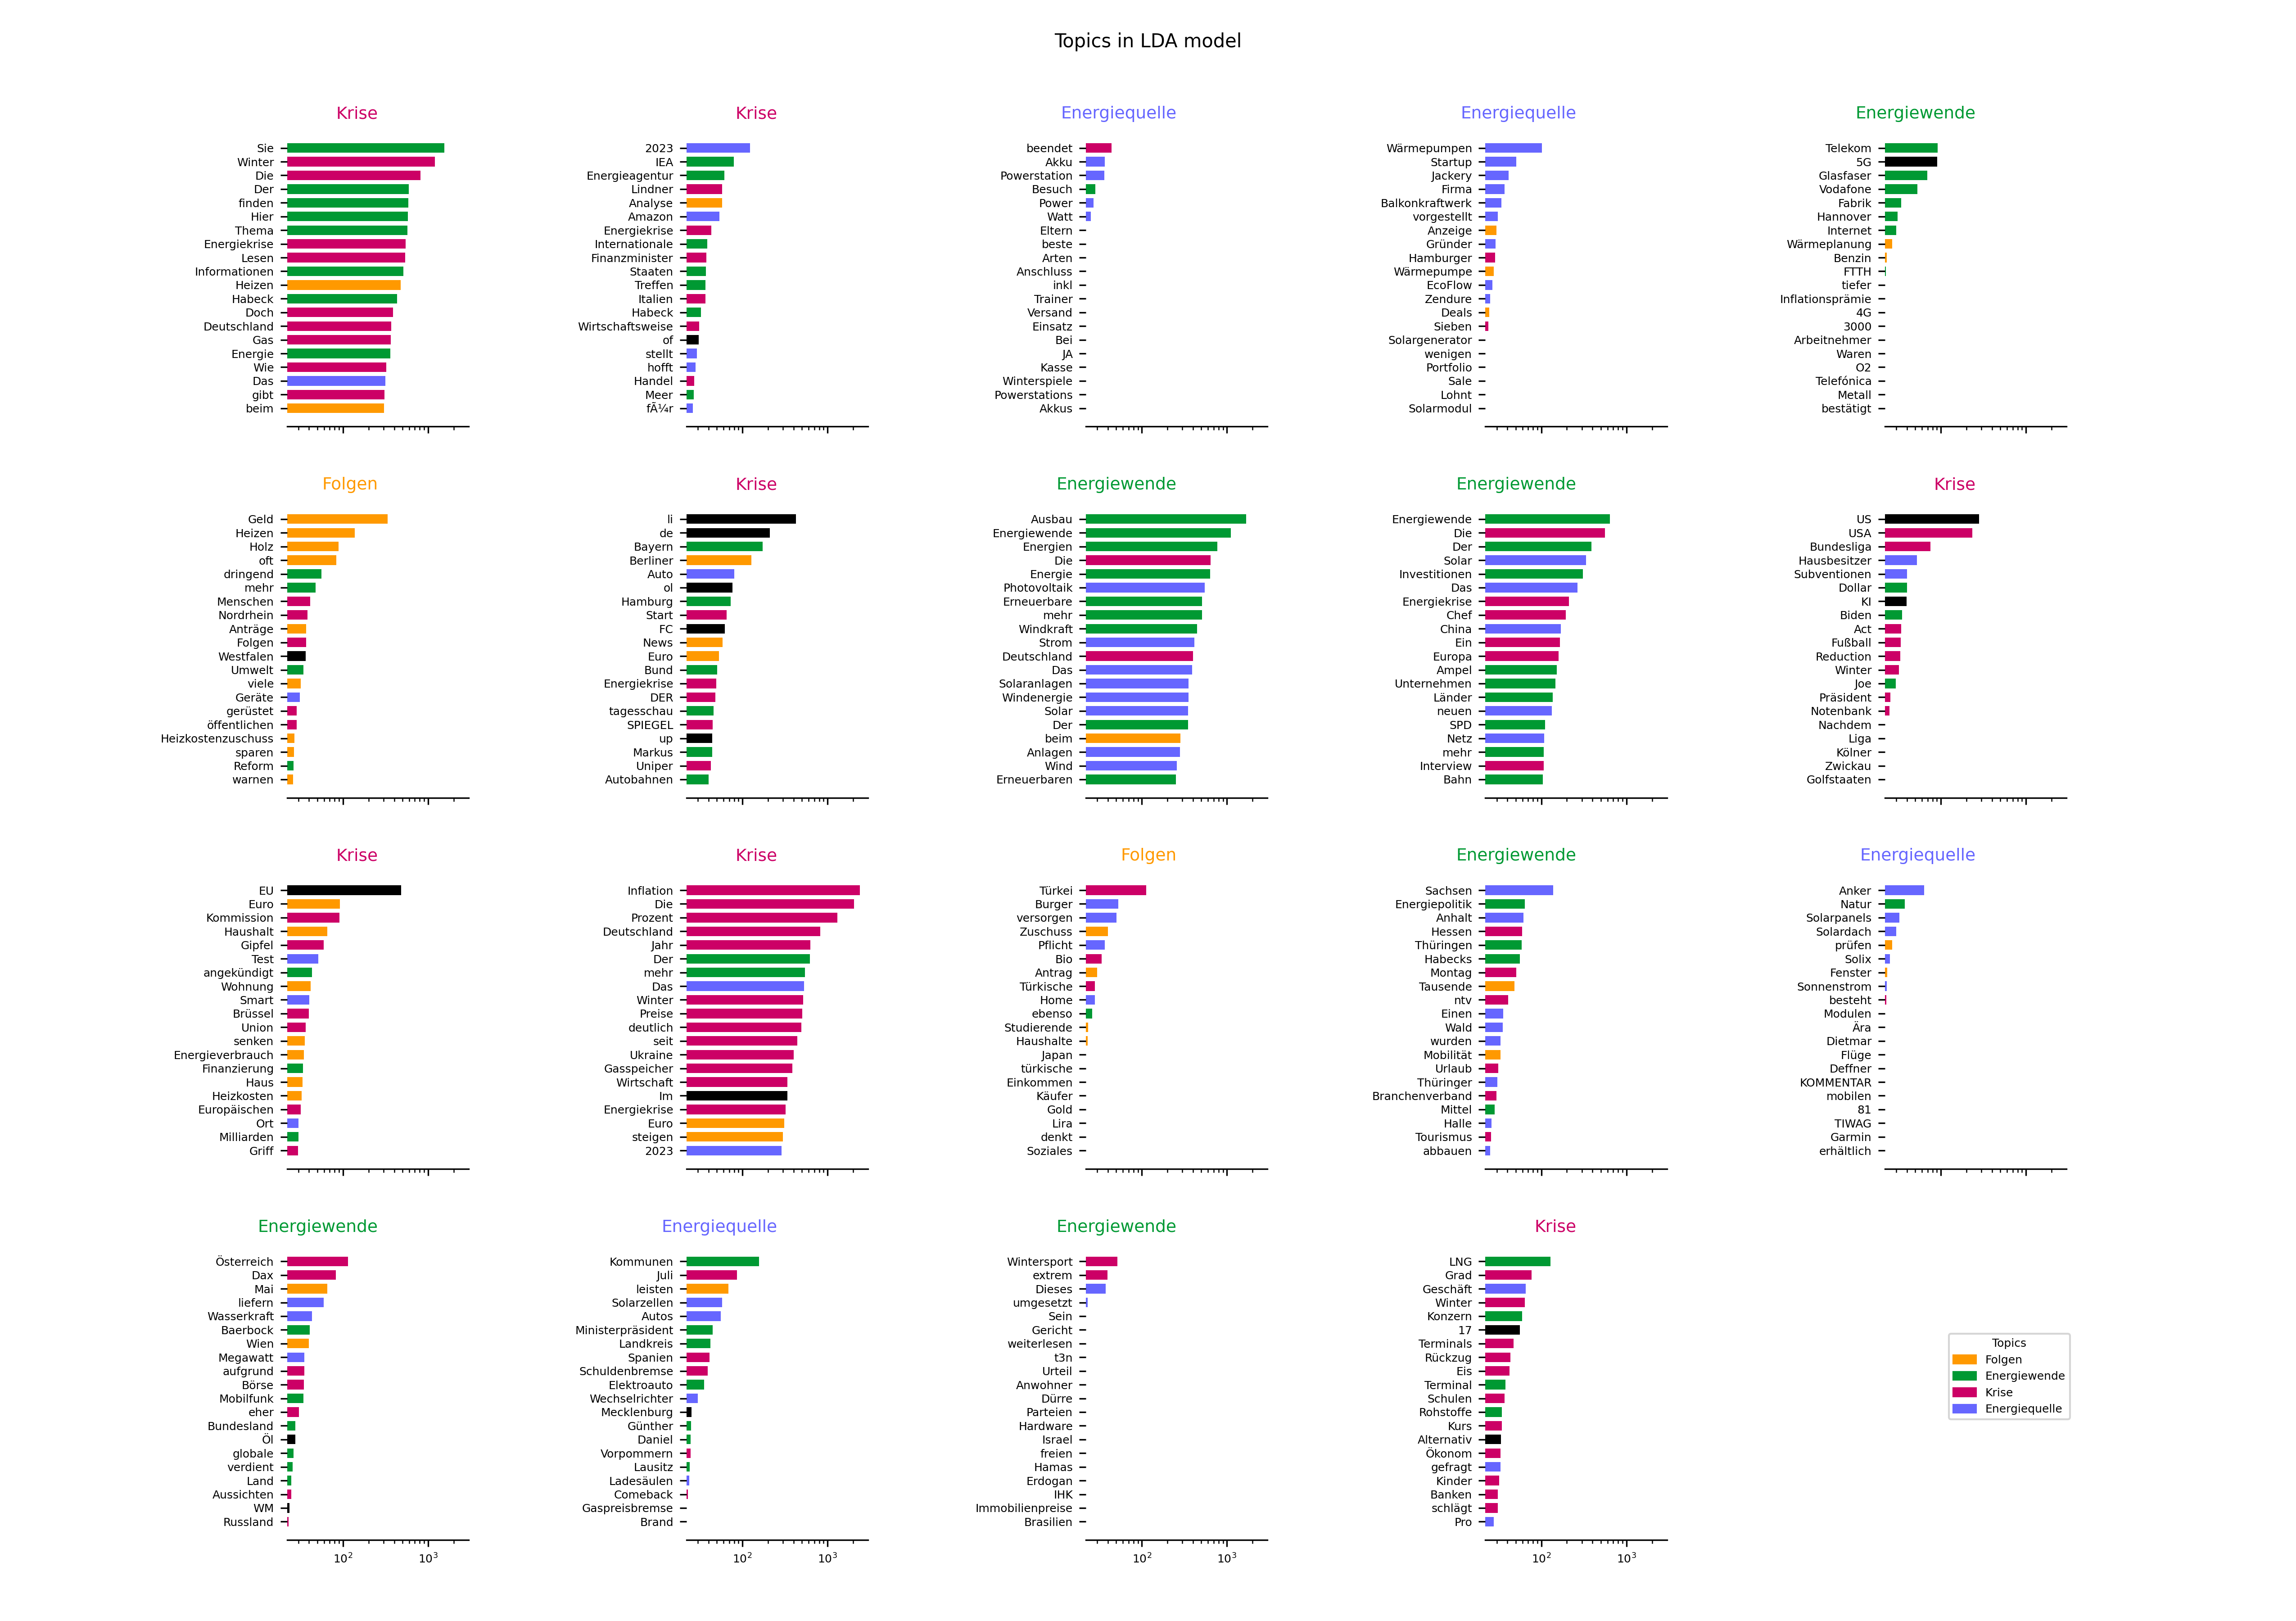 Topics in LDA model
Krise
Sie
Winter
Die
Der
finden
Hier
Thema
Energiekrise
Lesen
Informationen
Heizen
Habeck
Doch
Deutschland
Gas
Energie
Wie
Das
gibt
beim
Krise
2023
IEA
Energieagentur
Lindner
Analyse
Amazon
Energiekrise
Internationale
Finanzminister
Staaten
Treffen
Italien
Habeck
Wirtschaftsweise
of
stellt
hofft
Handel
Meer
fÃ¼r
Energiequelle
beendet
Akku
Powerstation
Besuch
Power
Watt
Eltern
beste
Arten
Anschluss
inkl
Trainer
Versand
Einsatz
Bei
JA
Kasse
Winterspiele
Powerstations
Akkus
Energiequelle
Wärmepumpen
Startup
Jackery
Firma
Balkonkraftwerk
vorgestellt
Anzeige
Gründer
Hamburger
Wärmepumpe
EcoFlow
Zendure
Deals
Sieben
Solargenerator
wenigen
Portfolio
Sale
Lohnt
Solarmodul
Energiewende
Telekom
5G
Glasfaser
Vodafone
Fabrik
Hannover
Internet
Wärmeplanung
Benzin
FTTH
tiefer
Inflationsprämie
4G
3000
Arbeitnehmer
Waren
O2
Telefónica
Metall
bestätigt
Folgen
Geld
Heizen
Holz
oft
dringend
mehr
Menschen
Nordrhein
Anträge
Folgen
Westfalen
Umwelt
viele
Geräte
gerüstet
öffentlichen
Heizkostenzuschuss
sparen
Reform
warnen
Krise
li
de
Bayern
Berliner
Auto
ol
Hamburg
Start
FC
News
Euro
Bund
Energiekrise
DER
tagesschau
SPIEGEL
up
Markus
Uniper
Autobahnen
Energiewende
Ausbau
Energiewende
Energien
Die
Energie
Photovoltaik
Erneuerbare
mehr
Windkraft
Strom
Deutschland
Das
Solaranlagen
Windenergie
Solar
Der
beim
Anlagen
Wind
Erneuerbaren
Energiewende
Energiewende
Die
Der
Solar
Investitionen
Das
Energiekrise
Chef
China
Ein
Europa
Ampel
Unternehmen
Länder
neuen
SPD
Netz
mehr
Interview
Bahn
Krise
US
USA
Bundesliga
Hausbesitzer
Subventionen
Dollar
KI
Biden
Act
Fußball
Reduction
Winter
Joe
Präsident
Notenbank
Nachdem
Liga
Kölner
Zwickau
Golfstaaten
Krise
EU
Euro
Kommission
Haushalt
Gipfel
Test
angekündigt
Wohnung
Smart
Brüssel
Union
senken
Energieverbrauch
Finanzierung
Haus
Heizkosten
Europäischen
Ort
Milliarden
Griff
Krise
Inflation
Die
Prozent
Deutschland
Jahr
Der
mehr
Das
Winter
Preise
deutlich
seit
Ukraine
Gasspeicher
Wirtschaft
Im
Energiekrise
Euro
steigen
2023
Folgen
Türkei
Burger
versorgen
Zuschuss
Pflicht
Bio
Antrag
Türkische
Home
ebenso
Studierende
Haushalte
Japan
türkische
Einkommen
Käufer
Gold
Lira
denkt
Soziales
Energiewende
Sachsen
Energiepolitik
Anhalt
Hessen
Thüringen
Habecks
Montag
Tausende
ntv
Einen
Wald
wurden
Mobilität
Urlaub
Thüringer
Branchenverband
Mittel
Halle
Tourismus
abbauen
Energiequelle
Anker
Natur
Solarpanels
Solardach
prüfen
Solix
Fenster
Sonnenstrom
besteht
Modulen
Ära
Dietmar
Flüge
Deffner
KOMMENTAR
mobilen
81
TIWAG
Garmin
erhältlich
Energiewende
Österreich
Dax
Mai
liefern
Wasserkraft
Baerbock
Wien
Megawatt
aufgrund
Börse
Mobilfunk
eher
Bundesland
Öl
globale
verdient
Land
Aussichten
WM
Russland
10²
10³
Energiequelle
Kommunen
Juli
leisten
Solarzellen
Autos
Ministerpräsident
Landkreis
Spanien
Schuldenbremse
Elektroauto
Wechselrichter
Mecklenburg
Günther
Daniel
Vorpommern
Lausitz
Ladesäulen
Comeback
Gaspreisbremse
Brand
10²
10³
Energiewende
Wintersport
extrem
Dieses
umgesetzt
Sein
Gericht
weiterlesen
t3n
Urteil
Anwohner
Dürre
Parteien
Hardware
Israel
freien
Hamas
Erdogan
IHK
Immobilienpreise
Brasilien
10²
10³
Krise
LNG
Grad
Geschäft
Winter
Konzern
17
Terminals
Rückzug
Eis
Terminal
Schulen
Rohstoffe
Kurs
Alternativ
Ökonom
gefragt
Kinder
Banken
schlägt
Pro
10²
10³
Topics
Folgen
Energiewende
Krise
Energiequelle